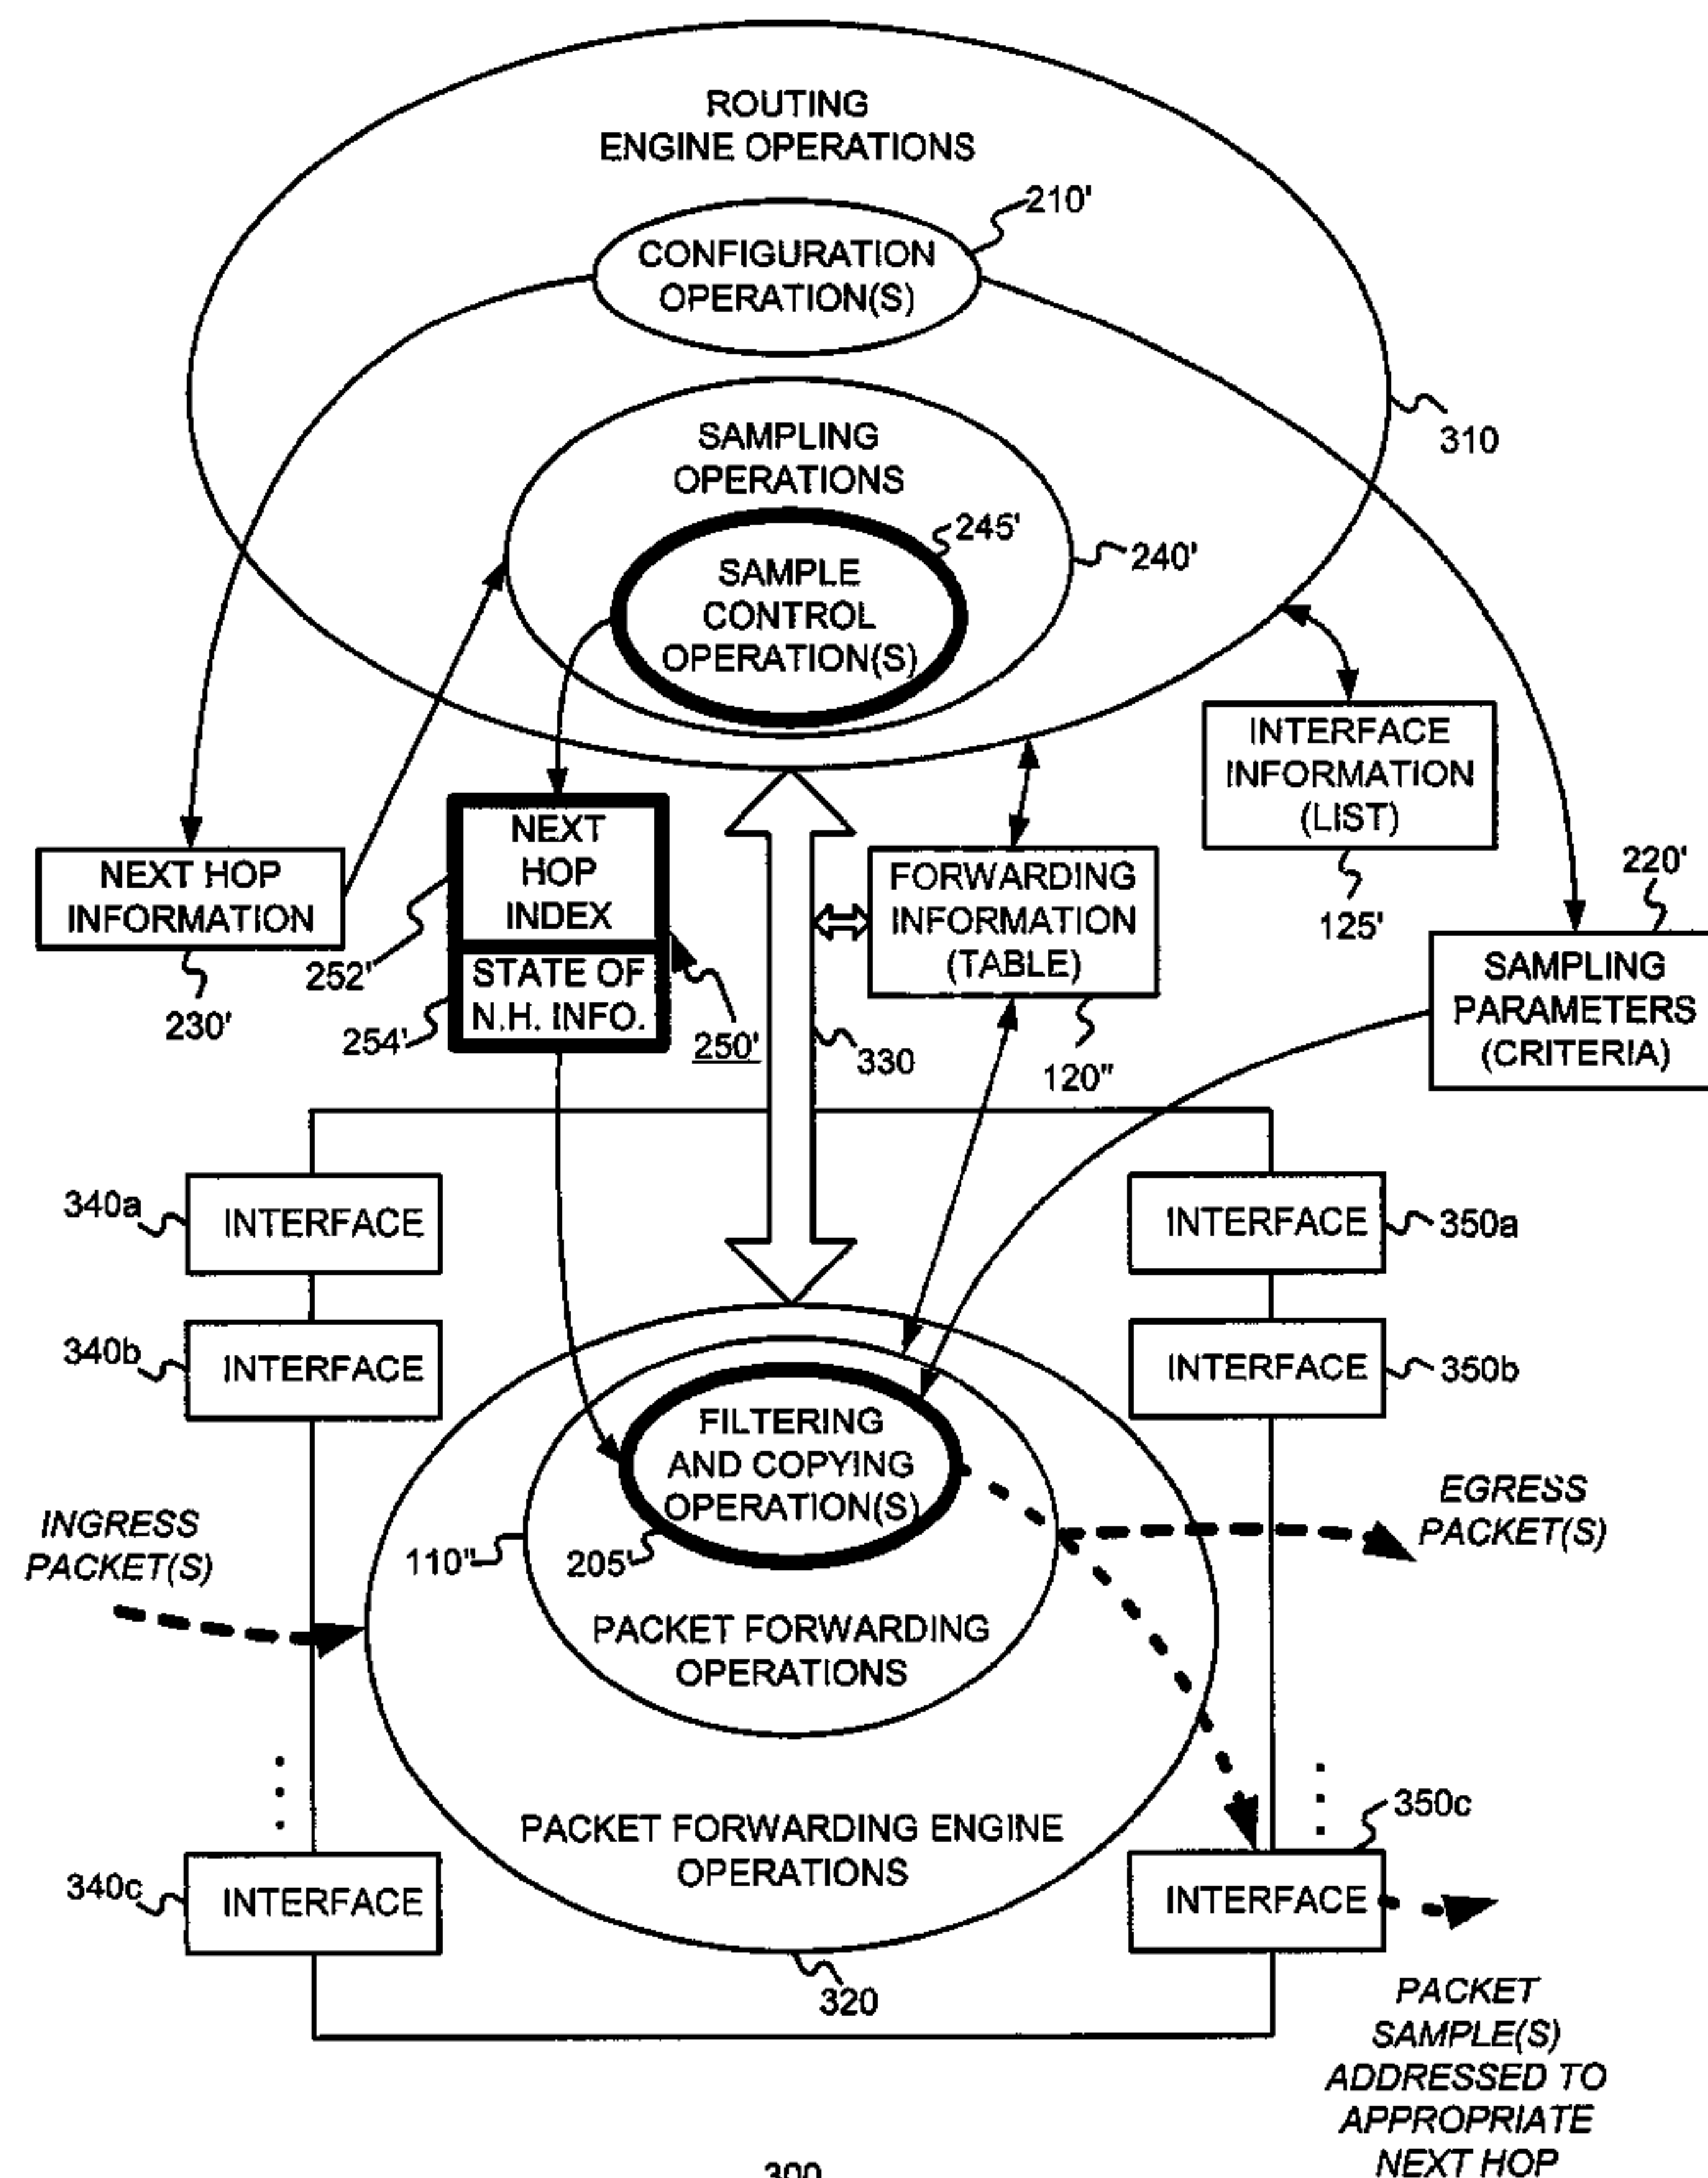 ROUTING
ENGINE OPERATIONS
210'
CONFIGURATION
OPERATION(S)
310
SAMPLING
OPERATIONS
245'
240'
SAMPLE
CONTROL
OPERATION(S)
INTERFACE
INFORMATION
(LIST)
125'
NEXT HOP
INFORMATION
230'
NEXT
HOP
INDEX
252'
STATE OF
N.H. INFO.
254'
250'
330
FORWARDING
INFORMATION
(TABLE)
120"
220'
SAMPLING
PARAMETERS
(CRITERIA)
340a
INTERFACE
INTERFACE
350a
340b
INTERFACE
INTERFACE
350b
FILTERING
AND COPYING
OPERATION(S)
110"
205'
INGRESS
PACKET(S)
EGRESS
PACKET(S)
PACKET FORWARDING
OPERATIONS
PACKET FORWARDING ENGINE
OPERATIONS
350c
340c
INTERFACE
INTERFACE
320
PACKET
SAMPLE(S)
ADDRESSED TO
APPROPRIATE
NEXT HOP
300